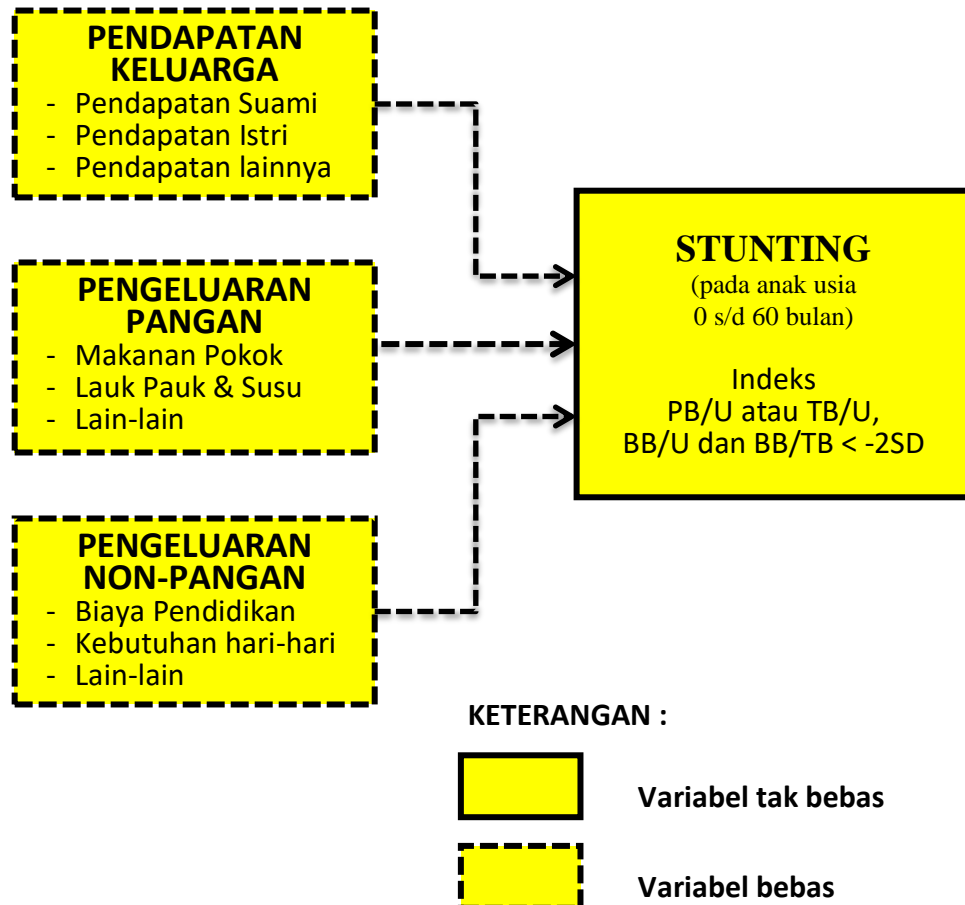 PENDAPATAN
KELUARGA
- Pendapatan Suami
- Pendapatan Istri
- Pendapatan lainnya
PENGELUARAN
PANGAN
- Makanan Pokok
- Lauk Pauk & Susu
- Lain-lain
PENGELUARAN
NON-PANGAN
- Biaya Pendidikan
- Kebutuhan hari-hari
- Lain-lain
STUNTING
(pada anak usia
0 s/d 60 bulan)
Indeks
PB/U atau TB/U,
BB/U dan BB/TB < -2SD
KETERANGAN :
Variabel tak bebas
Variabel bebas